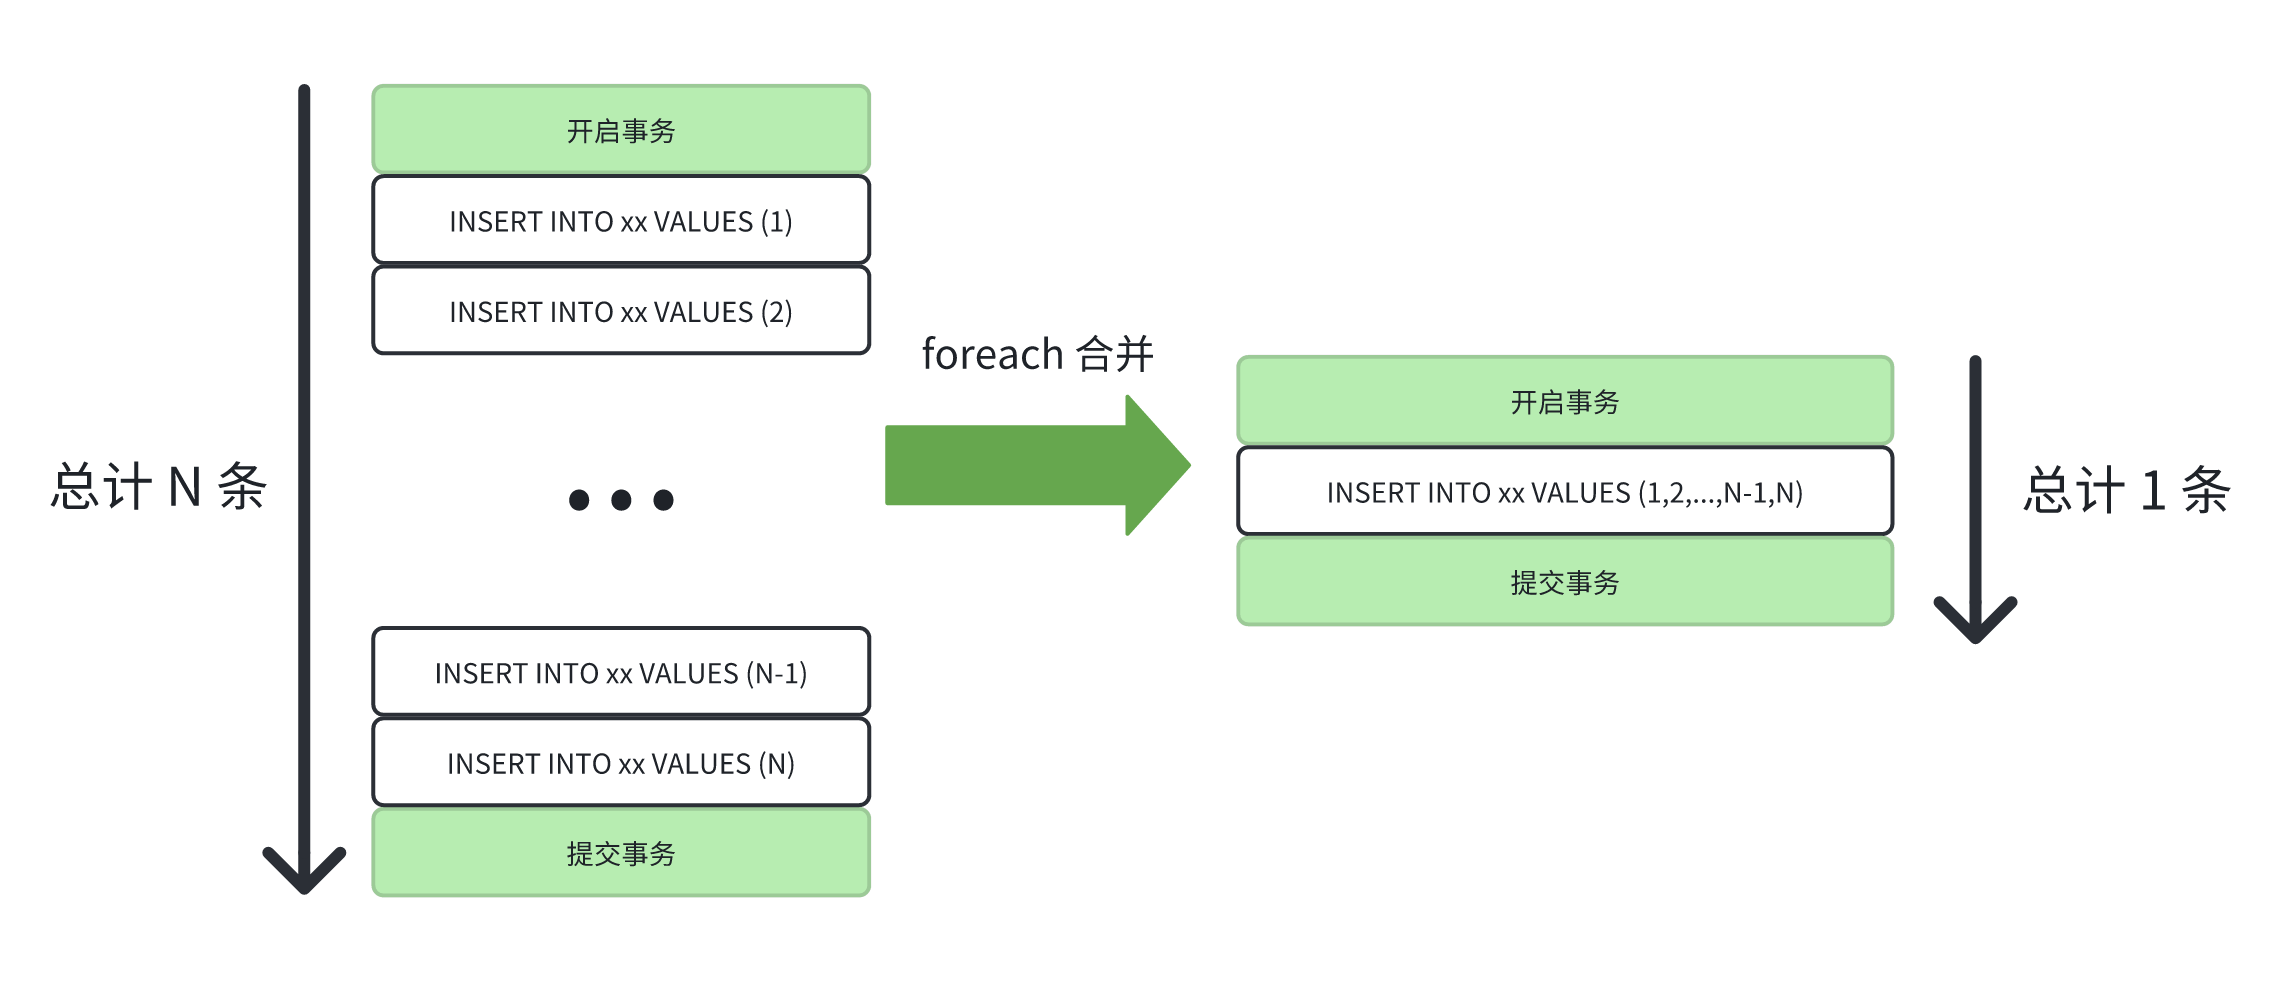 总计 N 条
开启事务
INSERT INTO xx VALUES (1)
INSERT INTO xx VALUES (2)
•••
INSERT INTO xx VALUES (N-1)
INSERT INTO xx VALUES (N)
提交事务
foreach 合并
开启事务
INSERT INTO xx VALUES (1,2,...,N-1,N)
提交事务
总计 1 条